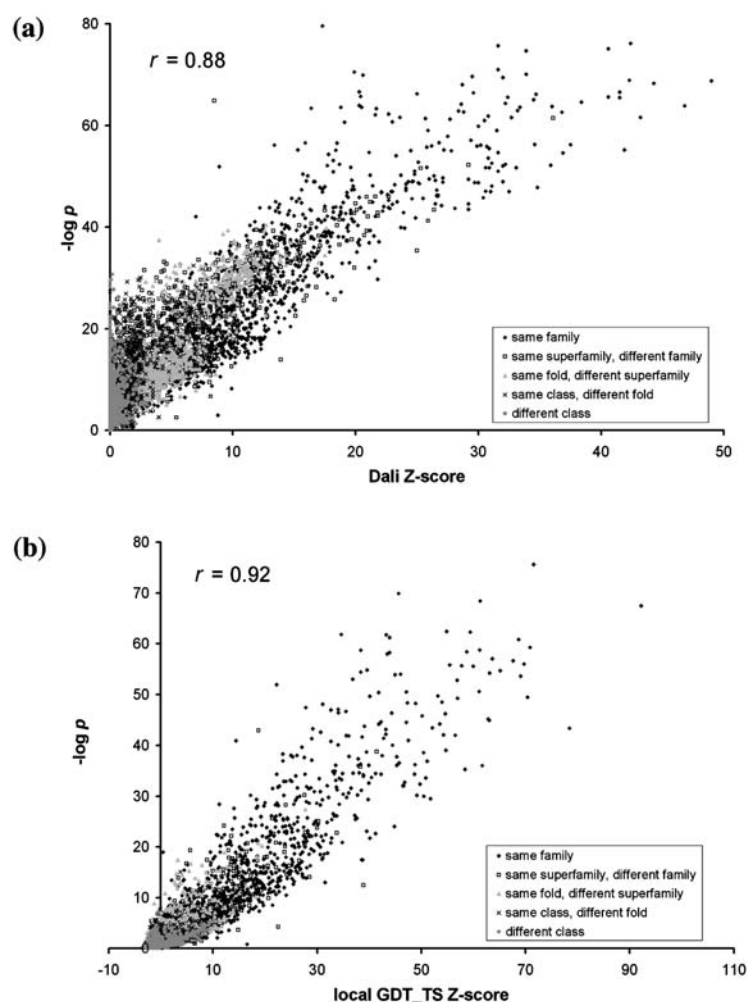 (a)
r = 0.88
80
60
40
20
0
-log p
0 10 20 30 40 50
Dali Z-score
same family
same superfamily, different family
same fold, different superfamily
same class, different fold
different class
(b)
r = 0.92
80
70
60
50
40
30
20
10
0
-log p
-10 10 30 50 70 90 110
local GDT_TS Z-score
same family
same superfamily, different family
same fold, different superfamily
same class, different fold
different class